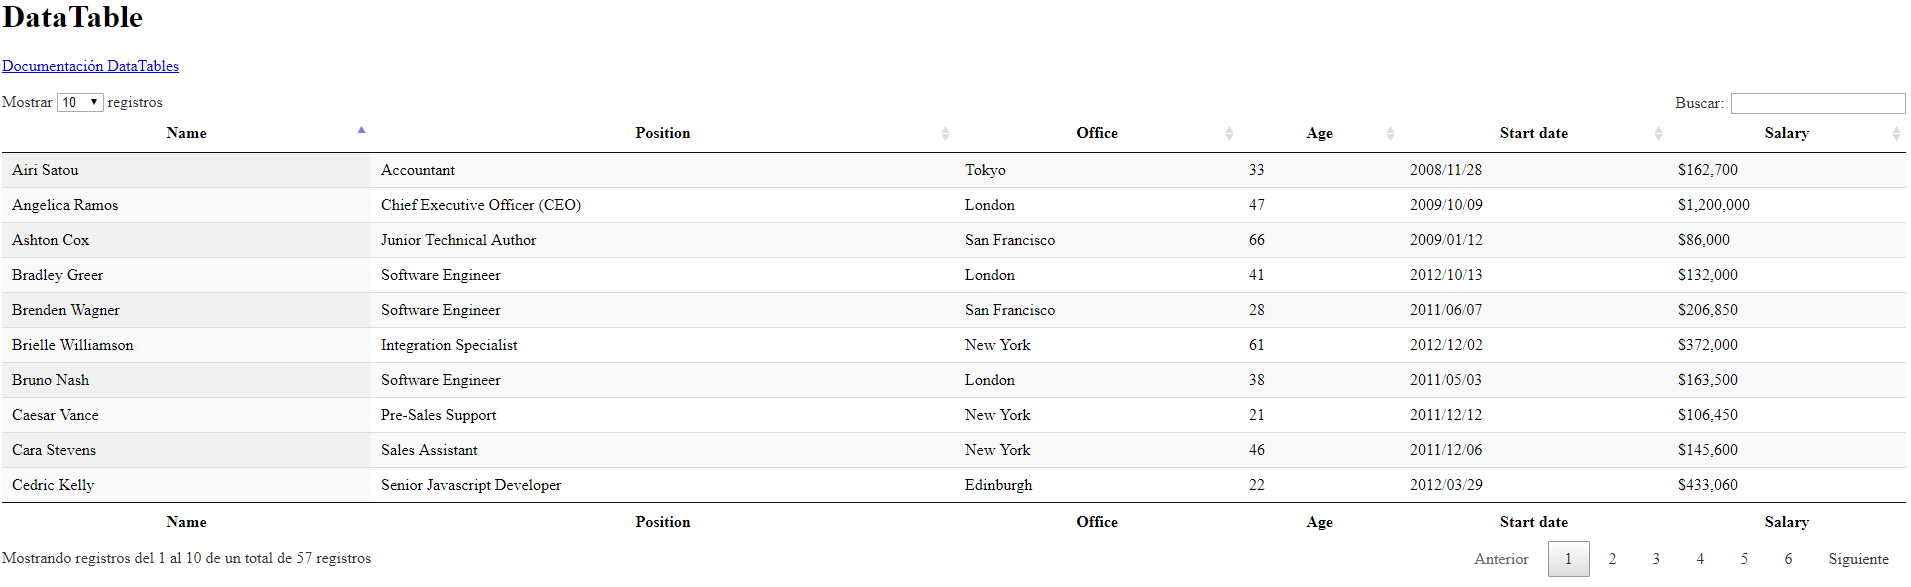 DataTable
Documentación DataTables
Mostrar 10 registros Buscar:
Name Position Office Age Start date Salary
Airi Satou Accountant Tokyo 33 2008/11/28 $162,700
Angelica Ramos Chief Executive Officer (CEO) London 47 2009/10/09 $1,200,000
Ashton Cox Junior Technical Author San Francisco 66 2009/01/12 $86,000
Bradley Greer Software Engineer London 41 2012/10/13 $132,000
Brenden Wagner Software Engineer San Francisco 28 2011/06/07 $206,850
Brielle Williamson Integration Specialist New York 61 2012/12/02 $372,000
Bruno Nash Software Engineer London 38 2011/05/03 $163,500
Caesar Vance Pre-Sales Support New York 21 2011/12/12 $106,450
Cara Stevens Sales Assistant New York 46 2011/12/06 $145,600
Cedric Kelly Senior Javascript Developer Edinburgh 22 2012/03/29 $433,060
Name Position Office Age Start date Salary
Mostrando registros del 1 al 10 de un total de 57 registros Anterior 1 2 3 4 5 6 Siguiente